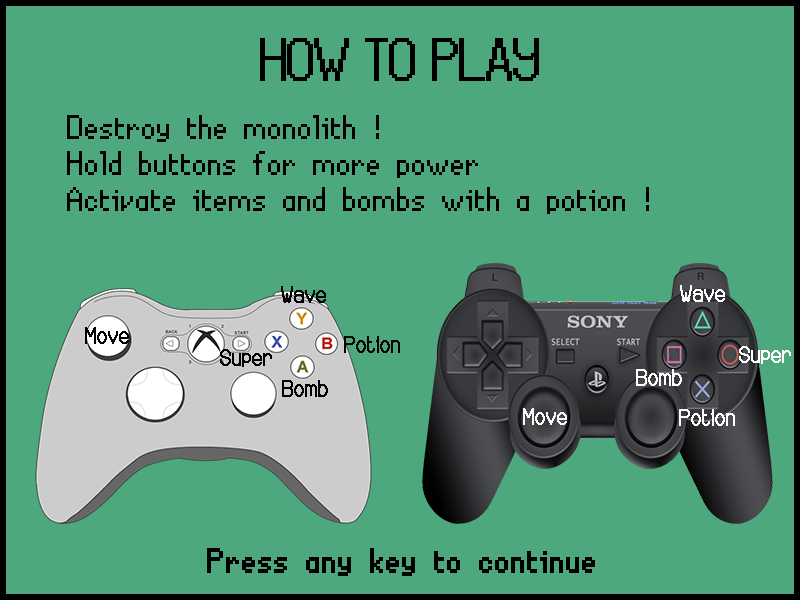 HOW TO PLAY
Destroy the monolith !
Hold buttons for more power
Activate items and bombs with a potion !
Wave
Y
Move
BACK
START
X
B
Potion
Super
A
Bomb
L
R
Wave
SONY
SELECT
START
Super
Bomb
Move
Potion
Press any key to continue